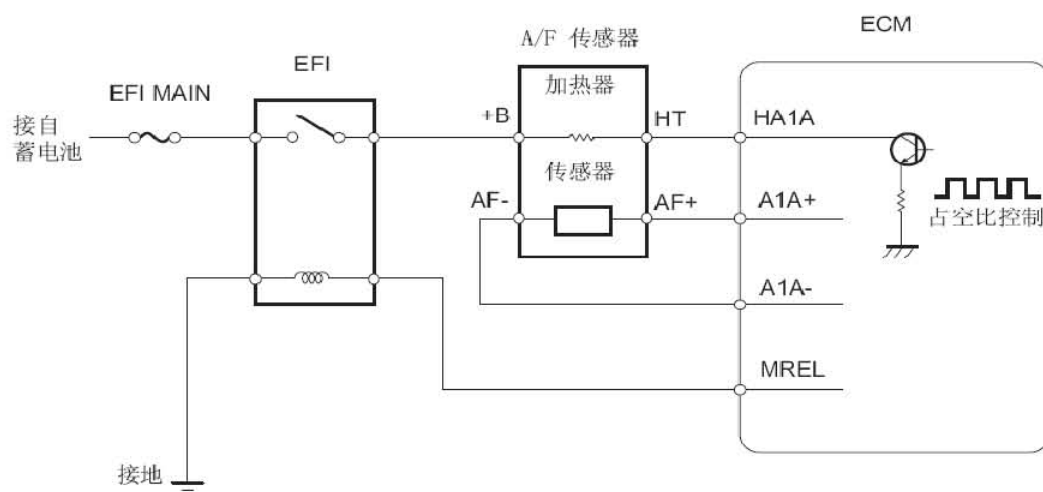 ECM
A/F 传感器
EFI
加热器
EFI MAIN
接自
蓄电池
+B
HT
HA1A
传感器
AF-
AF+
A1A+
占空比控制
A1A-
MREL
接地